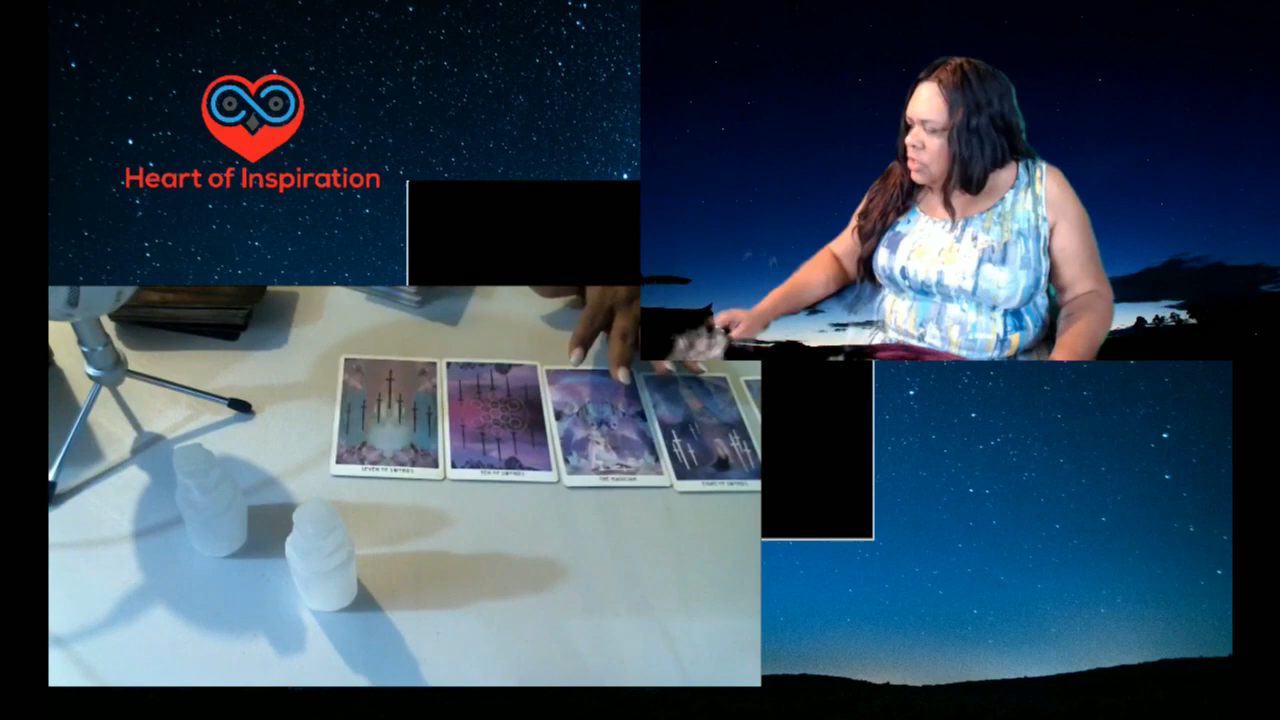 Heart of Inspiration
SEVEN OF SWORDS
TEN OF SWORDS
THE MAGICIAN
EIGHT OF SWORDS